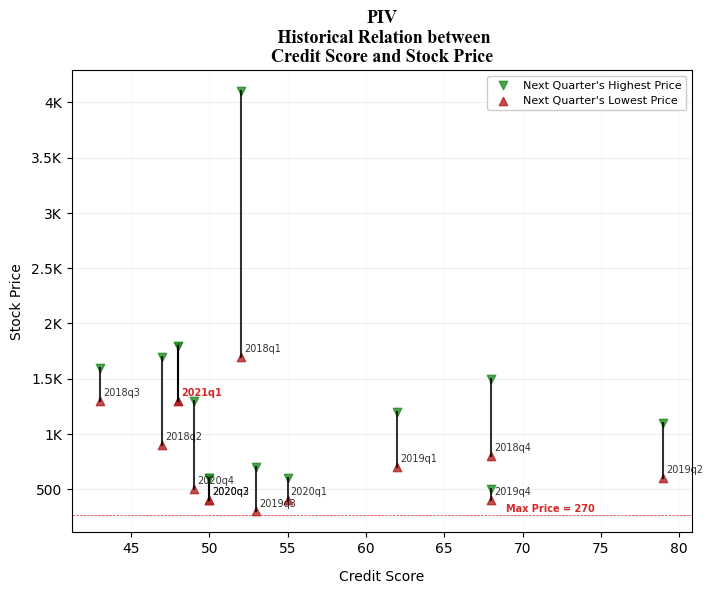 PIV
Historical Relation between
Credit Score and Stock Price
Next Quarter's Highest Price
Next Quarter's Lowest Price
4K
3.5K
3K
2.5K
2K
1.5K
1K
500
Stock Price
2018q1
2018q3
2021q1
2018q2
2018q4
2019q1
2019q2
2020q4
2020q1
2019q4
2019q3
Max Price = 270
45
50
55
60
65
70
75
80
Credit Score